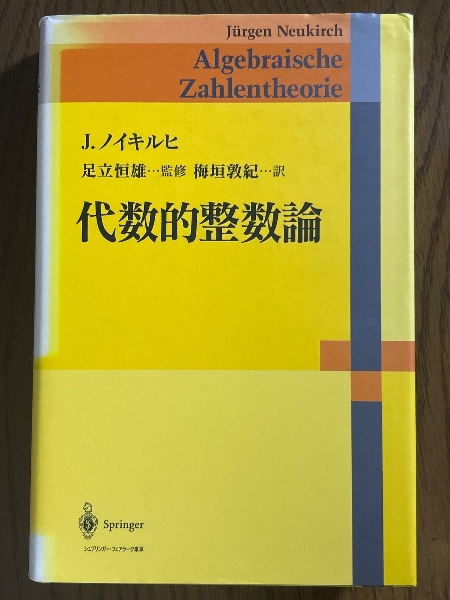 Jürgen Neukirch
Algebraische
Zahlentheorie
J.ノイキルヒ
足立恒雄…監修 梅垣敦紀…訳
代数的整数論
Springer
シュプリンガー・フェアラーク東京